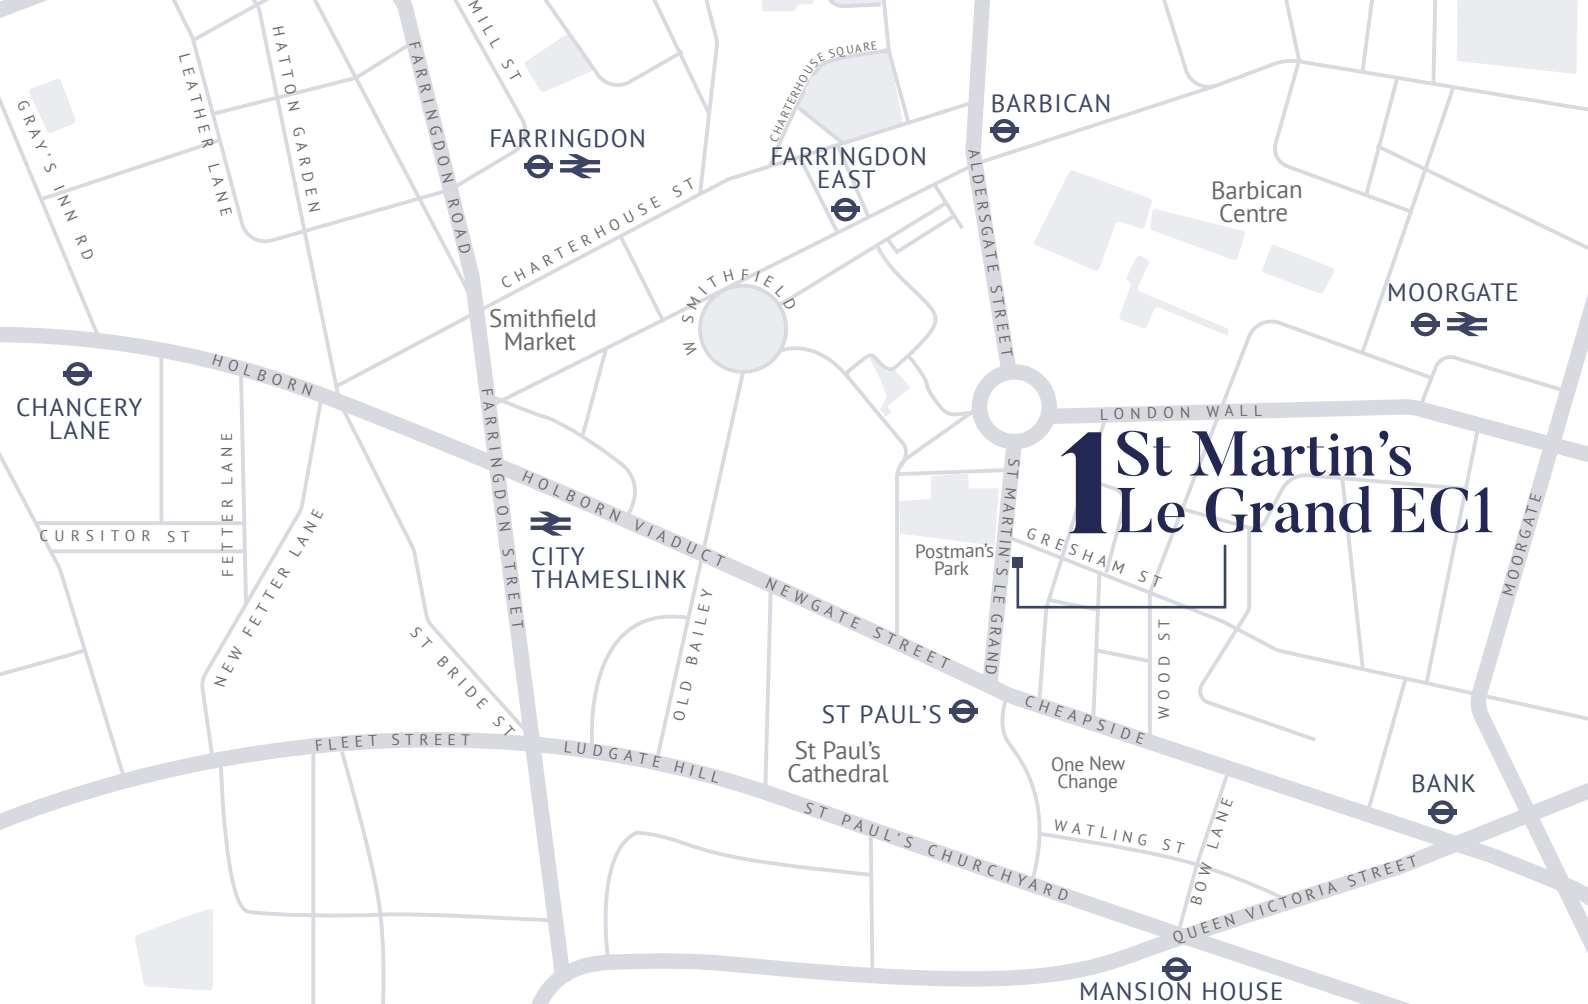 MILL ST
HATTON GARDEN
LEATHER LANE
GRAY'S INN RD
FARRINGDON ROAD
CHARTERHOUSE SQUARE
BARBICAN
FARRINGDON
FARRINGDON
EAST
ALDERSGATE STREET
Barbican
Centre
CHARTERHOUSE ST
W SMITHFIELD
MOORGATE
Smithfield
Market
HOLBORN
CHANCERY
LANE
FARRINGDON STREET
LONDON WALL
1 St Martin's
Le Grand EC1
FETTER LANE
CURSITOR ST
NEW FETTER LANE
HOLBORN VIADUCT
CITY
THAMESLINK
ST MARTIN'S LE GRAND
GRESHAM ST
Postman's
Park
MOORGATE
NEWGATE STREET
OLD BAILEY
ST BRIDE ST
WOOD ST
ST PAUL'S
CHEAPSIDE
FLEET STREET
LUDGATE HILL
St Paul's
Cathedral
One New
Change
BANK
ST PAUL'S CHURCHYARD
WATLING ST
BOW LANE
QUEEN VICTORIA STREET
MANSION HOUSE